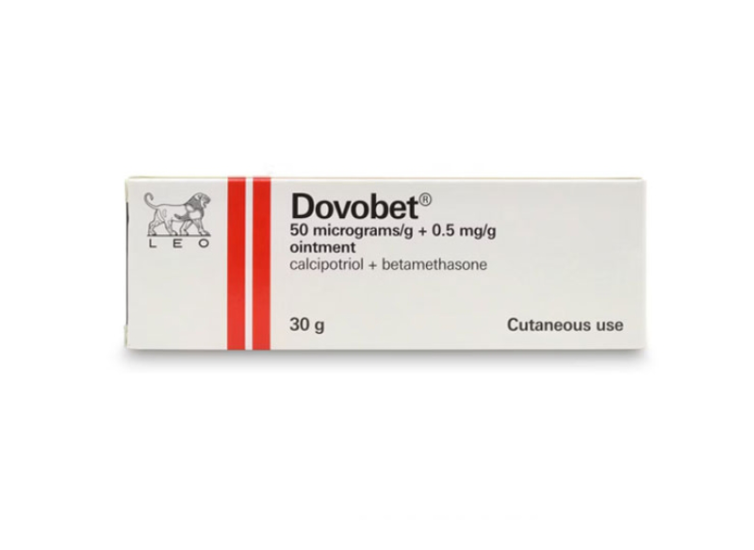 LEO
Dovobet®
50 micrograms/g + 0.5 mg/g
ointment
calcipotriol + betamethasone
30 g
Cutaneous use